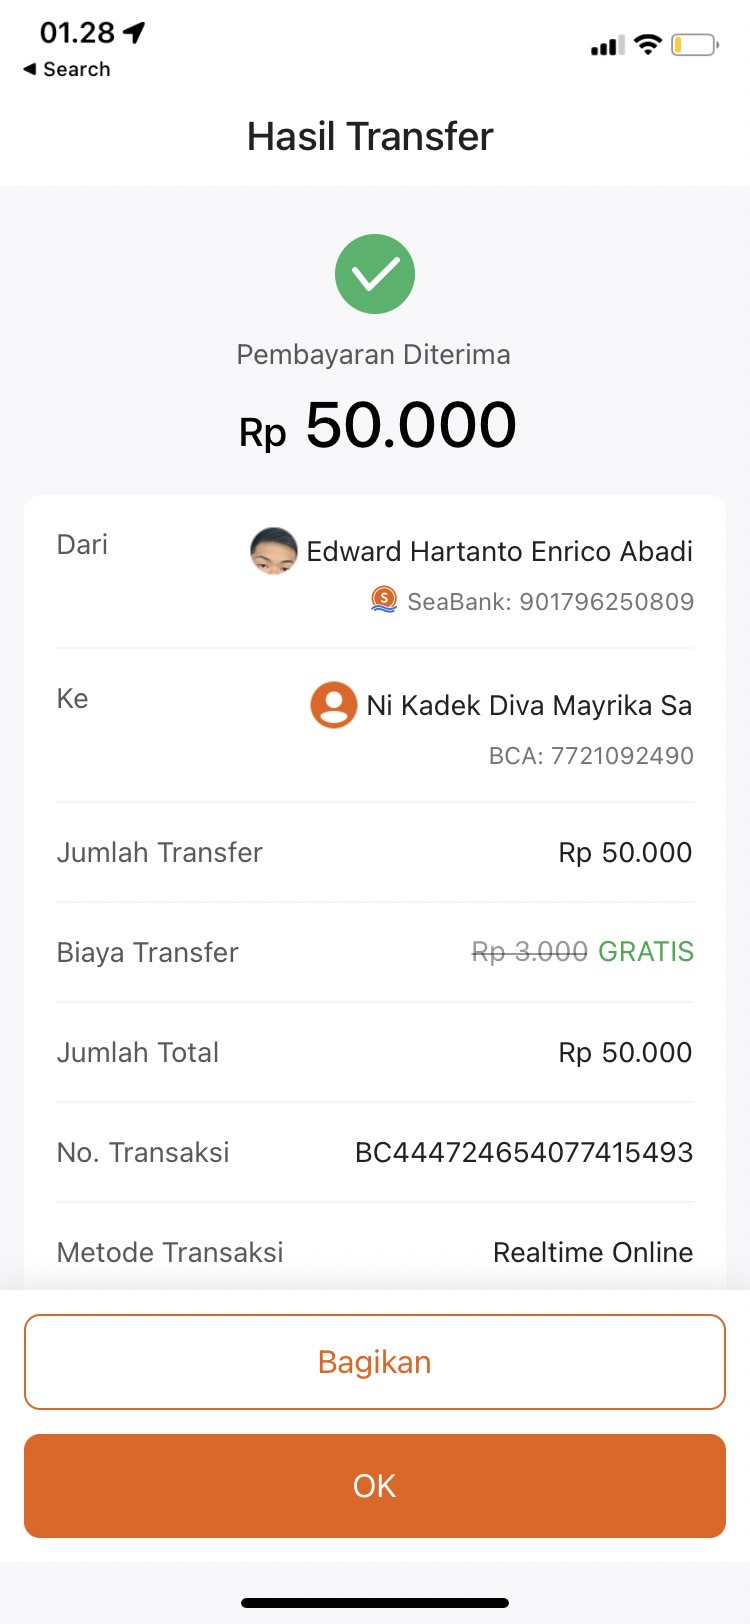 01.28
◀ Search
Hasil Transfer
Pembayaran Diterima
Rp 50.000
Dari
Edward Hartanto Enrico Abadi
SeaBank: 901796250809
Ke
Ni Kadek Diva Mayrika Sa
BCA: 7721092490
Jumlah Transfer Rp 50.000
Biaya Transfer Rp 3.000 GRATIS
Jumlah Total Rp 50.000
No. Transaksi BC444724654077415493
Metode Transaksi Realtime Online
Bagikan
OK